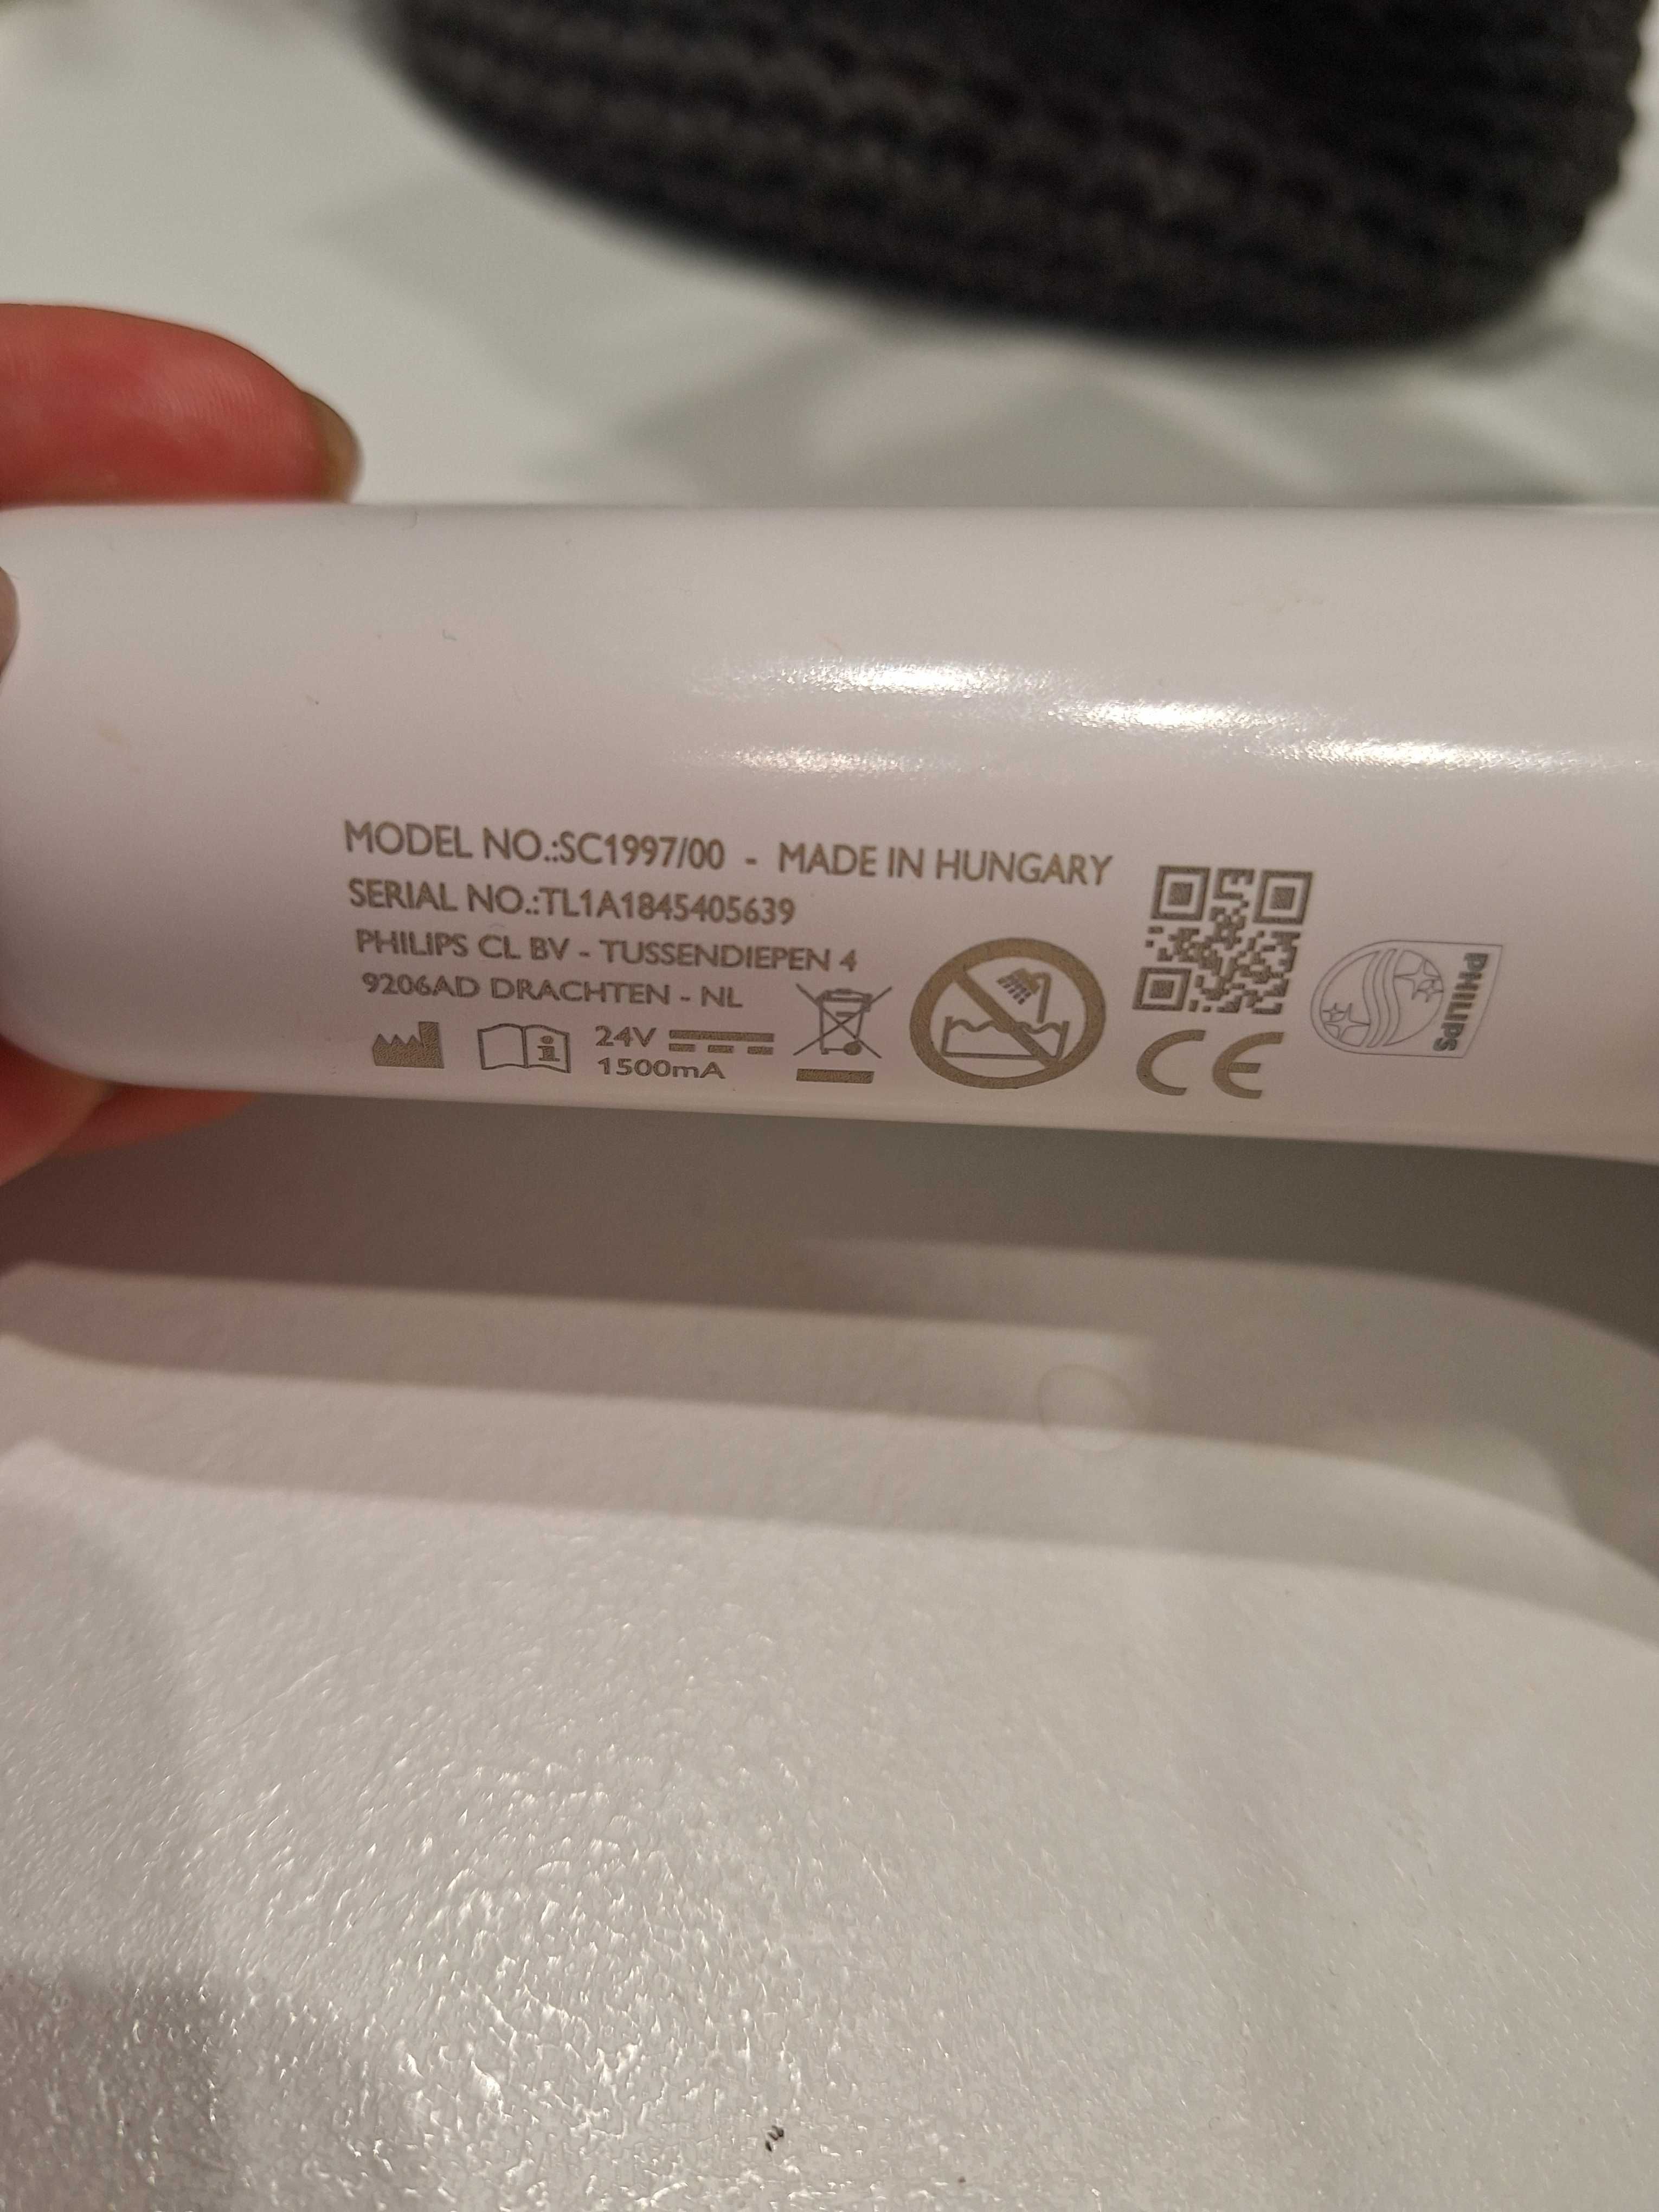 MODEL NO.:SC1997/00 - MADE IN HUNGARY
SERIAL NO.:TL1A1845405639
PHILIPS CL BV - TUSSENDIEPEN 4
9206AD DRACHTEN - NL
24V
1500mA
CE
PHILIPS